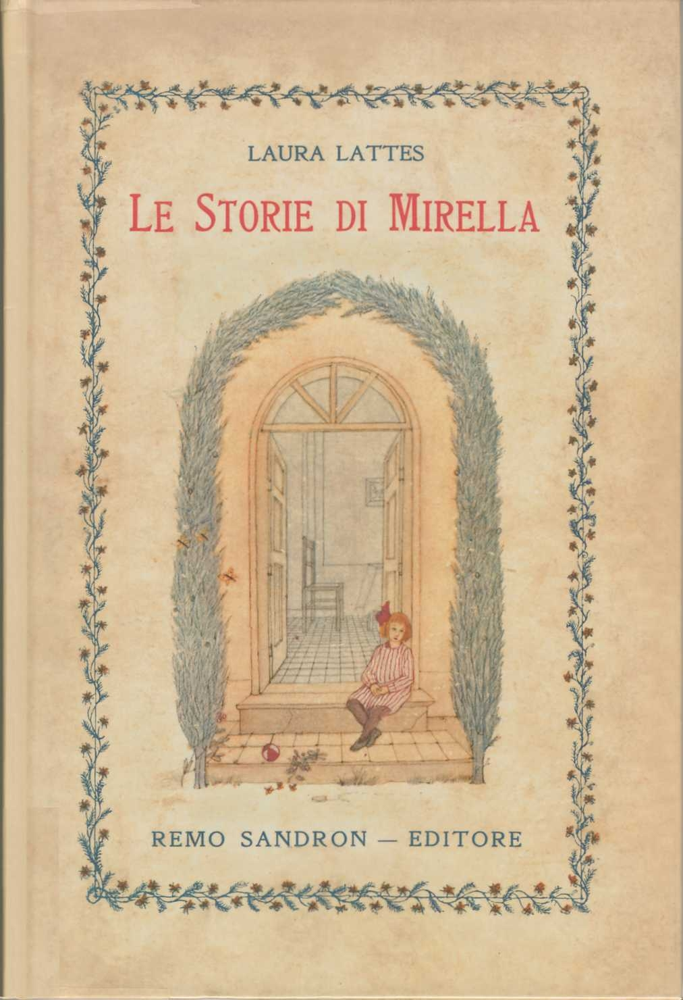 LAURA LATTES
LE STORIE DI MIRELLA
REMO SANDRON — EDITORE